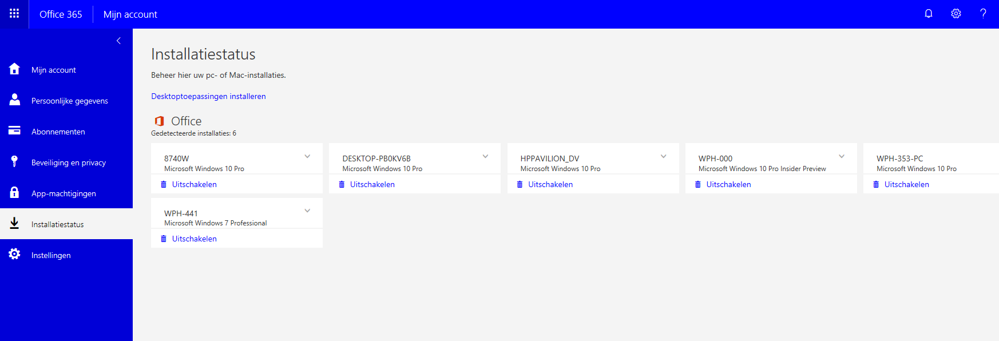 Office 365
Mijn account
?
Mijn account
Persoonlijke gegevens
Abonnementen
Beveiliging en privacy
App-machtigingen
Installatiestatus
Instellingen
Installatiestatus
Beheer hier uw pc- of Mac-installaties.
Desktoptoepassingen installeren
Office
Gedetecteerde installaties: 6
8740W
Microsoft Windows 10 Pro
Uitschakelen
DESKTOP-PB0KV6B
Microsoft Windows 10 Pro
Uitschakelen
HPPAVILION_DV
Microsoft Windows 10 Pro
Uitschakelen
WPH-000
Microsoft Windows 10 Pro Insider Preview
Uitschakelen
WPH-353-PC
Microsoft Windows 10 Pro
Uitschakelen
WPH-441
Microsoft Windows 7 Professional
Uitschakelen